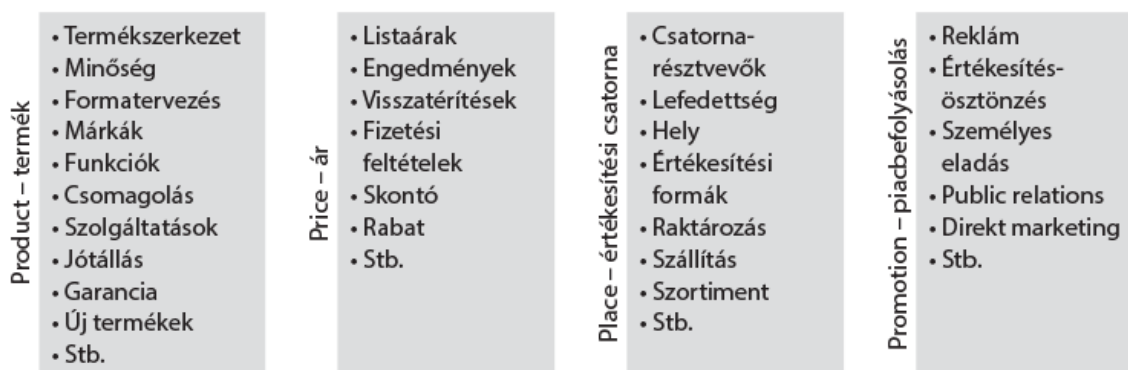 Product – termék
• Termékszerkezet
• Minőség
• Formatervezés
• Márkák
• Funkciók
• Csomagolás
• Szolgáltatások
• Jótállás
• Garancia
• Új termékek
• Stb.
Price – ár
• Listaárak
• Engedmények
• Visszatérítések
• Fizetési
feltételek
• Skontó
• Rabat
• Stb.
Place – értékesítési csatorna
• Csatorna-
résztvevők
• Lefedettség
• Hely
• Értékesítési
formák
• Raktározás
• Szállítás
• Szortiment
• Stb.
Promotion – piacbefolyásolás
• Reklám
• Értékesítés-
ösztönzés
• Személyes
eladás
• Public relations
• Direkt marketing
• Stb.